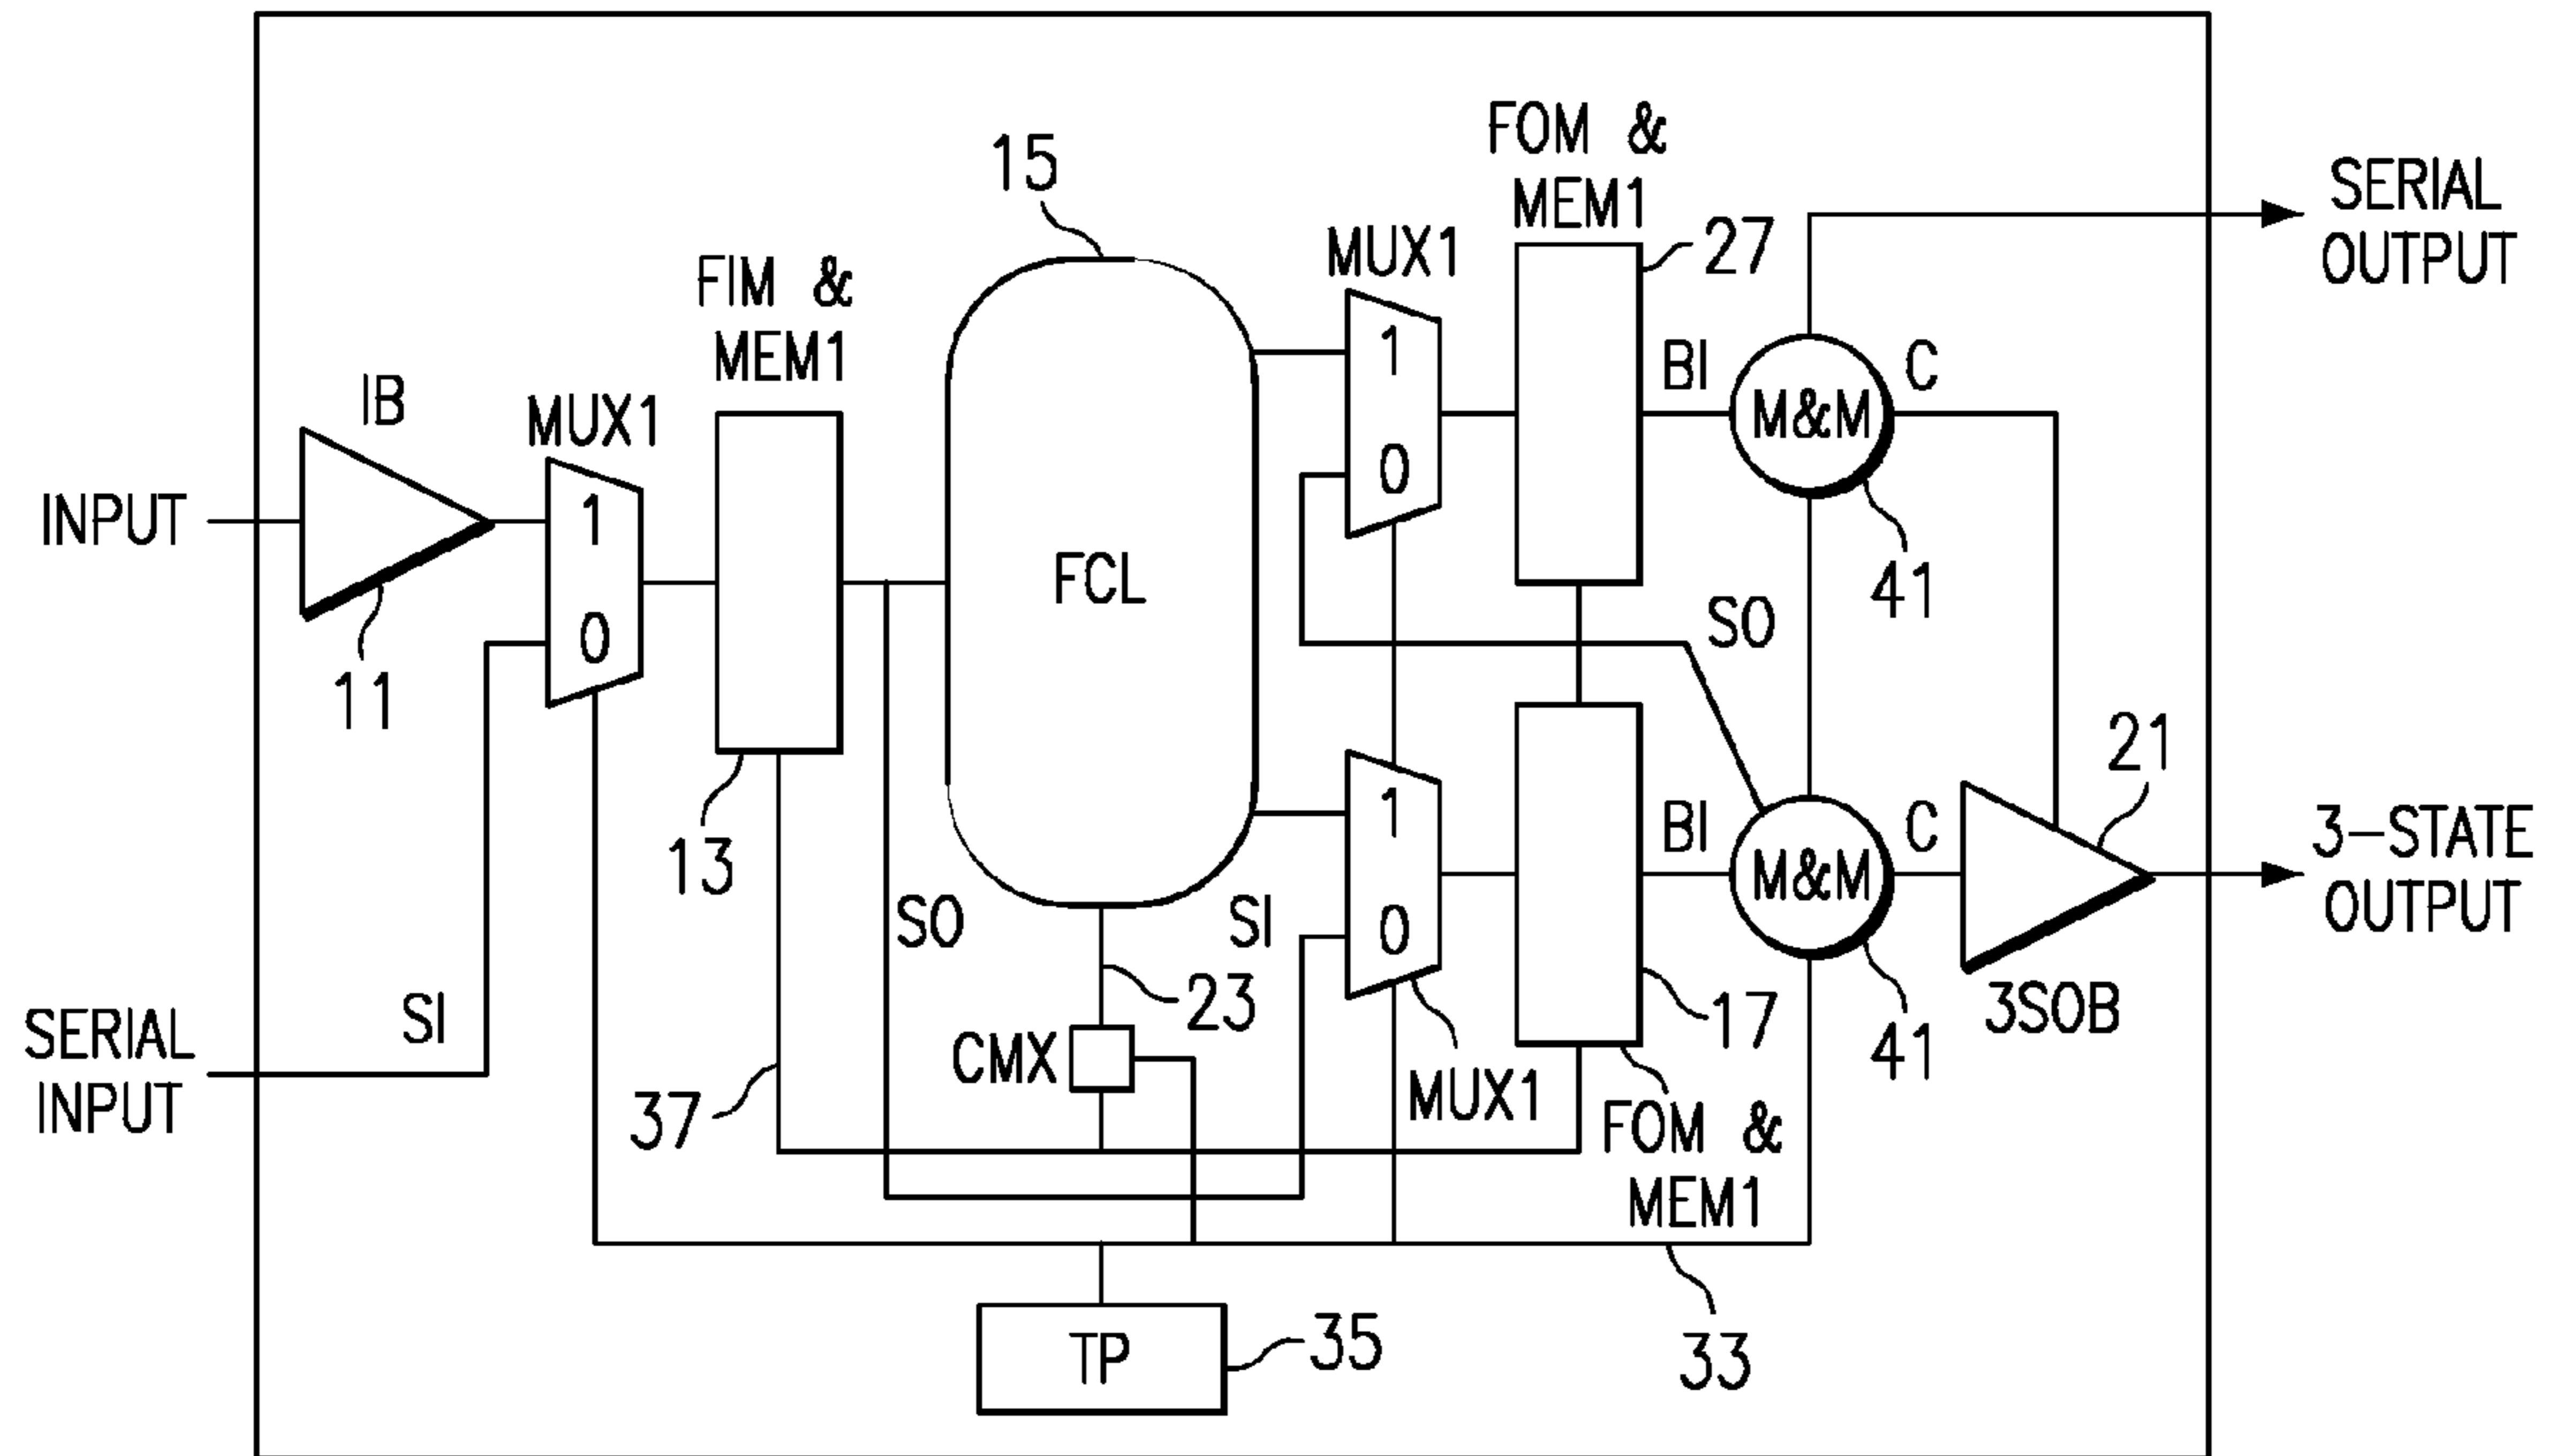 FOM &
MEM1
27
SERIAL
OUTPUT
15
MUX1
1
0
FIM &
MEM1
BI
M&M
C
41
IB
MUX1
1
0
INPUT
11
13
FCL
SO
SO
SI
MUX1
1
0
BI
M&M
C
41
21
3-STATE
OUTPUT
3SOB
17
FOM &
MEM1
23
CMX
37
SI
SERIAL
INPUT
TP
35
33